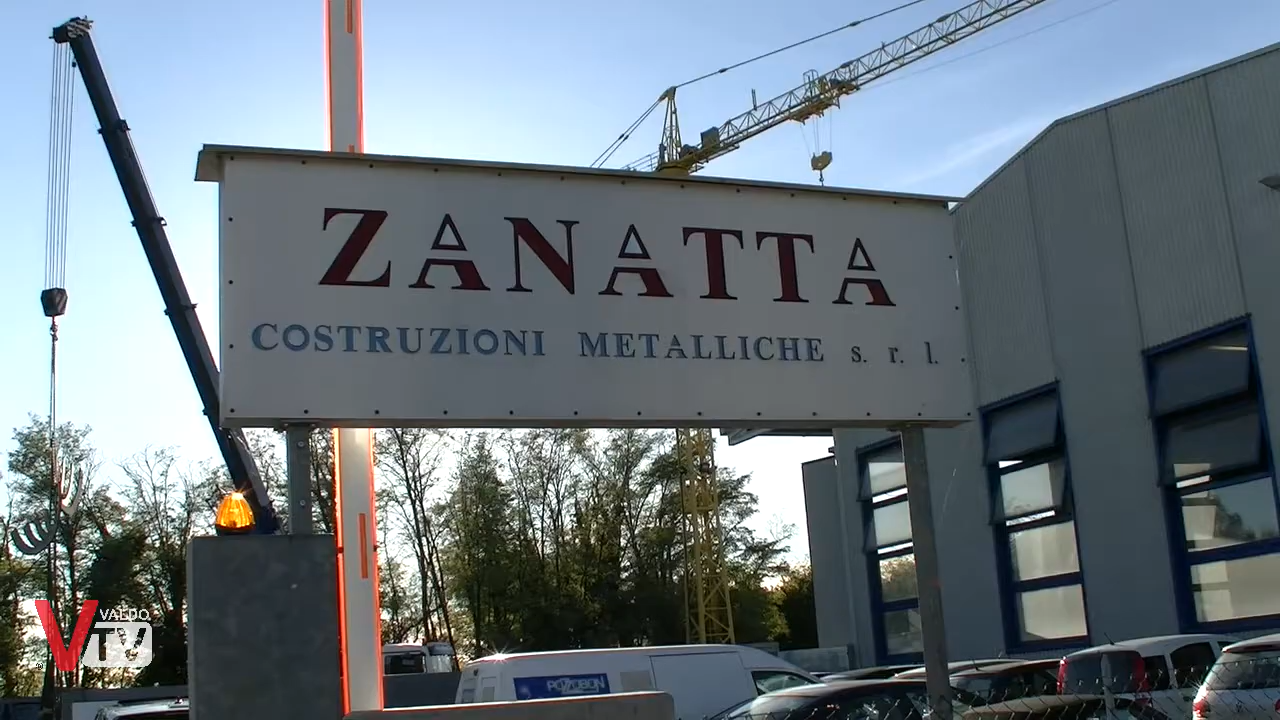 ZANATTA
COSTRUZIONI METALLICHE s. r. l.
POZZOBON
VALDO
TV